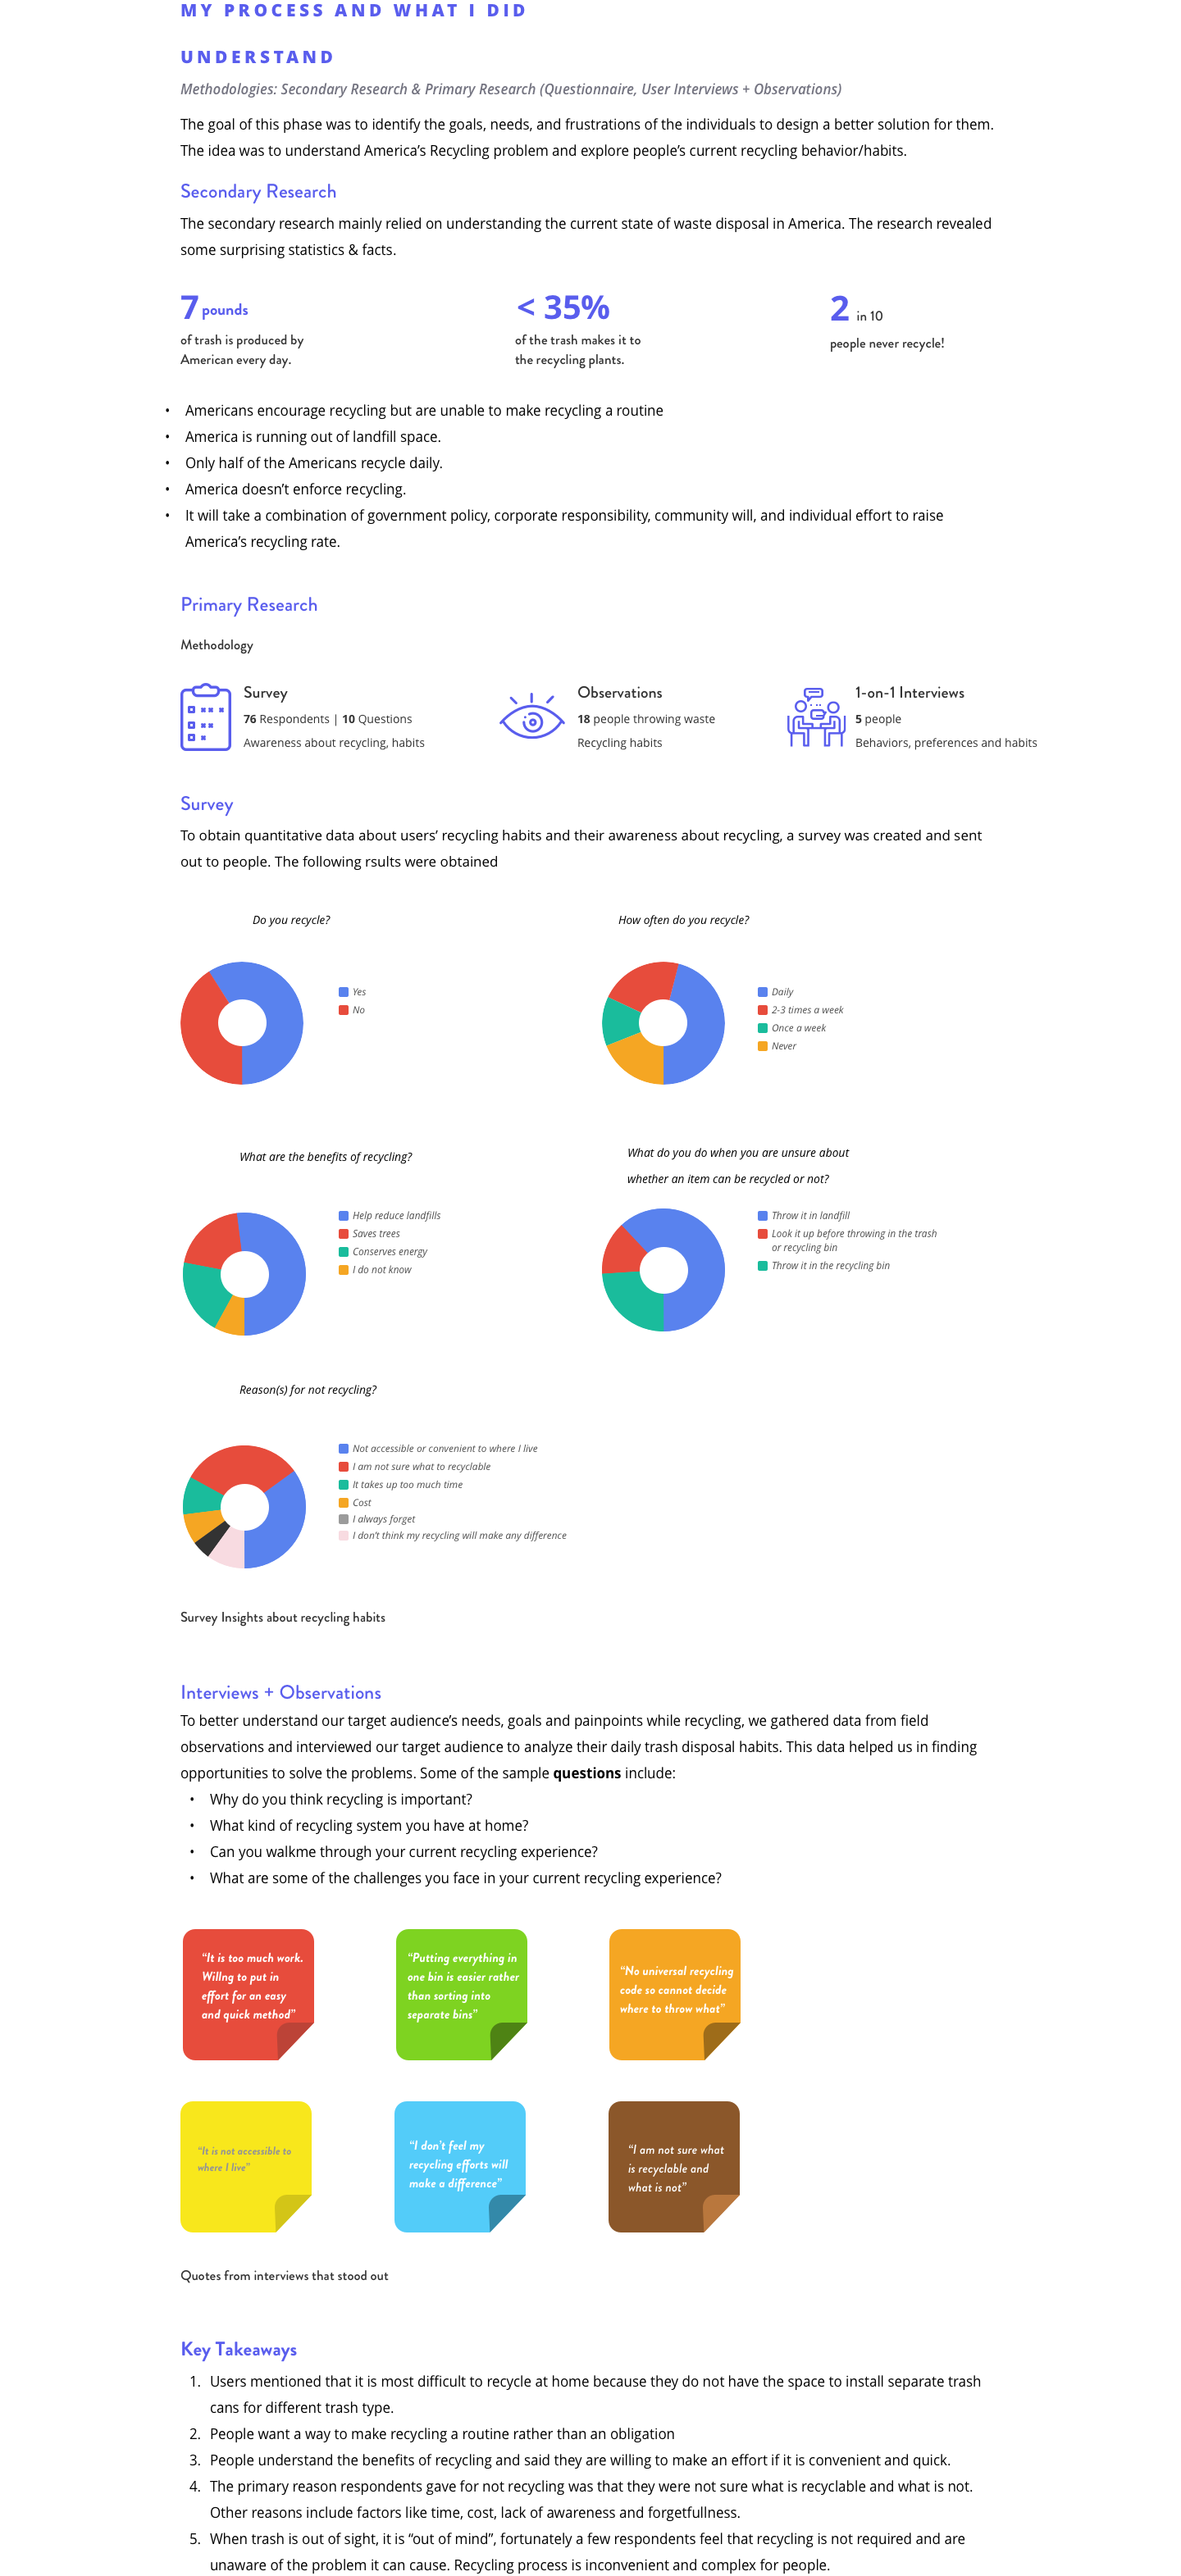 MY PROCESS AND WHAT I DID
UNDERSTAND
Methodologies: Secondary Research & Primary Research (Questionnaire, User Interviews + Observations)
The goal of this phase was to identify the goals, needs, and frustrations of the individuals to design a better solution for them.
The idea was to understand America’s Recycling problem and explore people’s current recycling behavior/habits.
Secondary Research
The secondary research mainly relied on understanding the current state of waste disposal in America. The research revealed
some surprising statistics & facts.
7 pounds
of trash is produced by
American every day.
< 35%
of the trash makes it to
the recycling plants.
2 in 10
people never recycle!
• Americans encourage recycling but are unable to make recycling a routine
• America is running out of landfill space.
• Only half of the Americans recycle daily.
• America doesn’t enforce recycling.
• It will take a combination of government policy, corporate responsibility, community will, and individual effort to raise
America’s recycling rate.
Primary Research
Methodology
Survey
76 Respondents | 10 Questions
Awareness about recycling, habits
Observations
18 people throwing waste
Recycling habits
1-on-1 Interviews
5 people
Behaviors, preferences and habits
Survey
To obtain quantitative data about users’ recycling habits and their awareness about recycling, a survey was created and sent
out to people. The following rsults were obtained
Do you recycle?
Yes
No
How often do you recycle?
Daily
2-3 times a week
Once a week
Never
What are the benefits of recycling?
Help reduce landfills
Saves trees
Conserves energy
I do not know
What do you do when you are unsure about
whether an item can be recycled or not?
Throw it in landfill
Look it up before throwing in the trash
or recycling bin
Throw it in the recycling bin
Reason(s) for not recycling?
Not accessible or convenient to where I live
I am not sure what to recyclable
It takes up too much time
Cost
I always forget
I don’t think my recycling will make any difference
Survey Insights about recycling habits
Interviews + Observations
To better understand our target audience’s needs, goals and painpoints while recycling, we gathered data from field
observations and interviewed our target audience to analyze their daily trash disposal habits. This data helped us in finding
opportunities to solve the problems. Some of the sample questions include:
• Why do you think recycling is important?
• What kind of recycling system you have at home?
• Can you walkme through your current recycling experience?
• What are some of the challenges you face in your current recycling experience?
“It is too much work.
Willng to put in
effort for an easy
and quick method”
“Putting everything in
one bin is easier rather
than sorting into
separate bins”
“No universal recycling
code so cannot decide
where to throw what”
“It is not accessible to
where I live”
“I don’t feel my
recycling efforts will
make a difference”
“I am not sure what
is recyclable and
what is not”
Quotes from interviews that stood out
Key Takeaways
1. Users mentioned that it is most difficult to recycle at home because they do not have the space to install separate trash
cans for different trash type.
2. People want a way to make recycling a routine rather than an obligation
3. People understand the benefits of recycling and said they are willing to make an effort if it is convenient and quick.
4. The primary reason respondents gave for not recycling was that they were not sure what is recyclable and what is not.
Other reasons include factors like time, cost, lack of awareness and forgetfullness.
5. When trash is out of sight, it is “out of mind”, fortunately a few respondents feel that recycling is not required and are
unaware of the problem it can cause. Recycling process is inconvenient and complex for people.